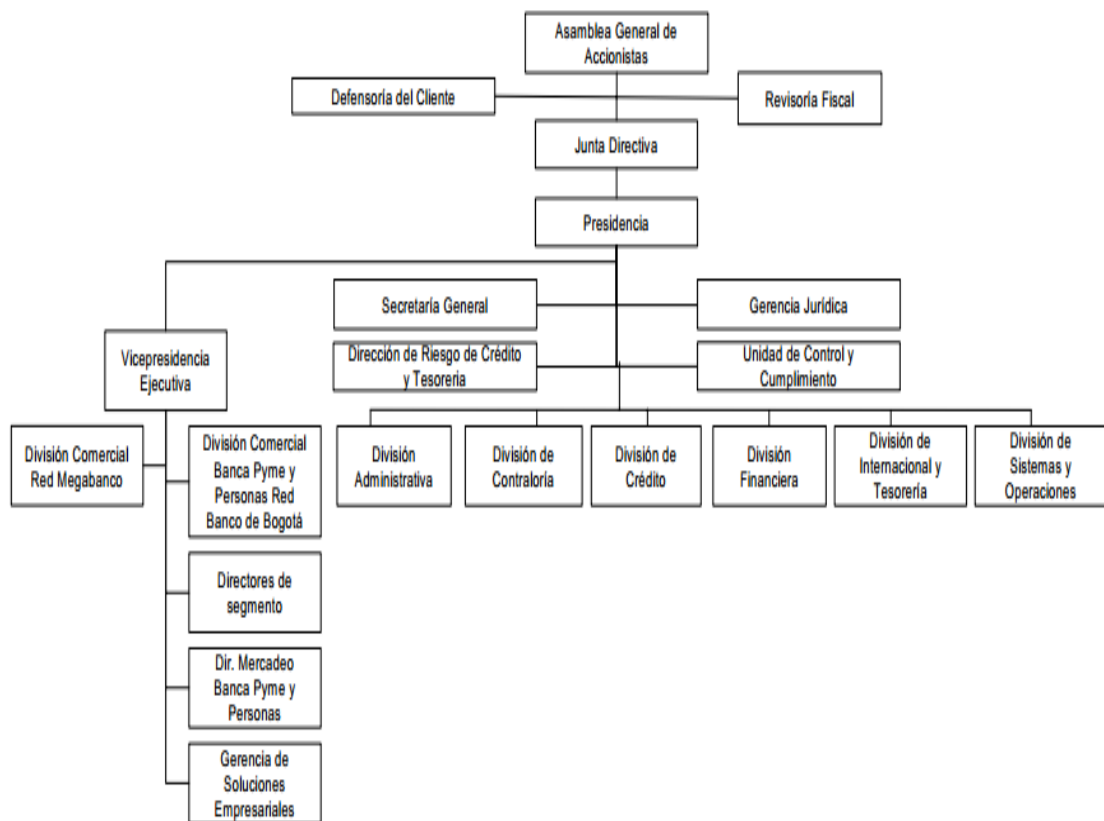 Asamblea General de
Accionistas
Defensoría del Cliente
Revisoría Fiscal
Junta Directiva
Presidencia
Secretaría General
Gerencia Jurídica
Vicepresidencia
Ejecutiva
Dirección de Riesgo de Crédito
y Tesoreria
Unidad de Control y
Cumplimiento
División Comercial
Red Megabanco
División Comercial
Banca Pyme y
Personas Red
Banco de Bogotá
División
Administrativa
División de
Contraloría
División de
Crédito
División
Financiera
División de
Internacional y
Tesorería
División de
Sistemas y
Operaciones
Directores de
segmento
Dir. Mercadeo
Banca Pyme y
Personas
Gerencia de
Soluciones
Empresariales